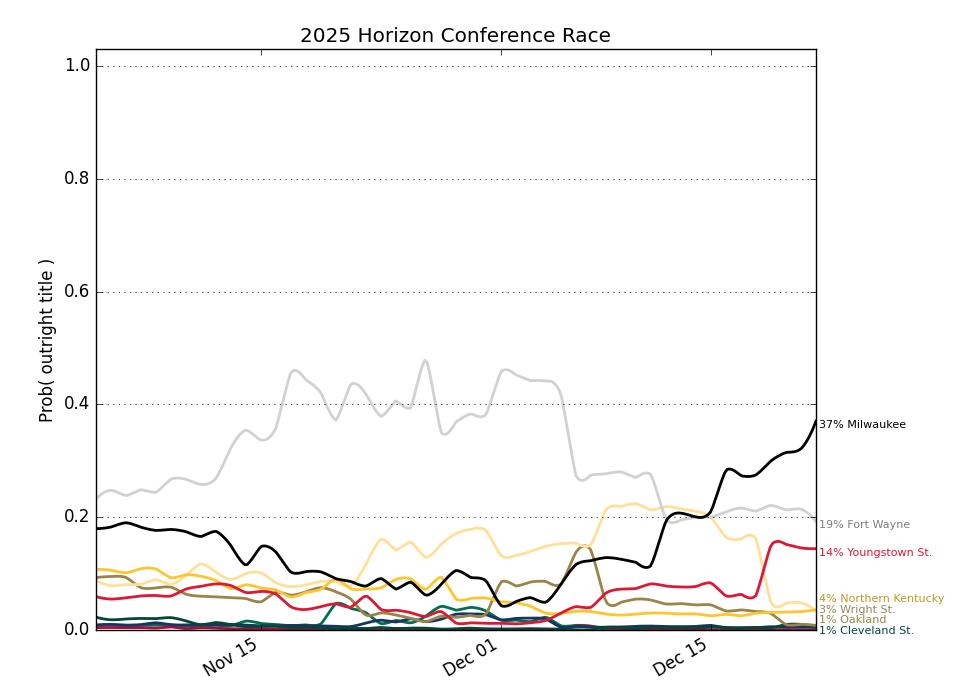 2025 Horizon Conference Race
Prob( outright title )
1.0
0.8
0.6
0.4
0.2
0.0
Nov 15
Dec 01
Dec 15
37% Milwaukee
19% Fort Wayne
14% Youngstown St.
4% Northern Kentucky
3% Wright St.
1% Oakland
1% Cleveland St.